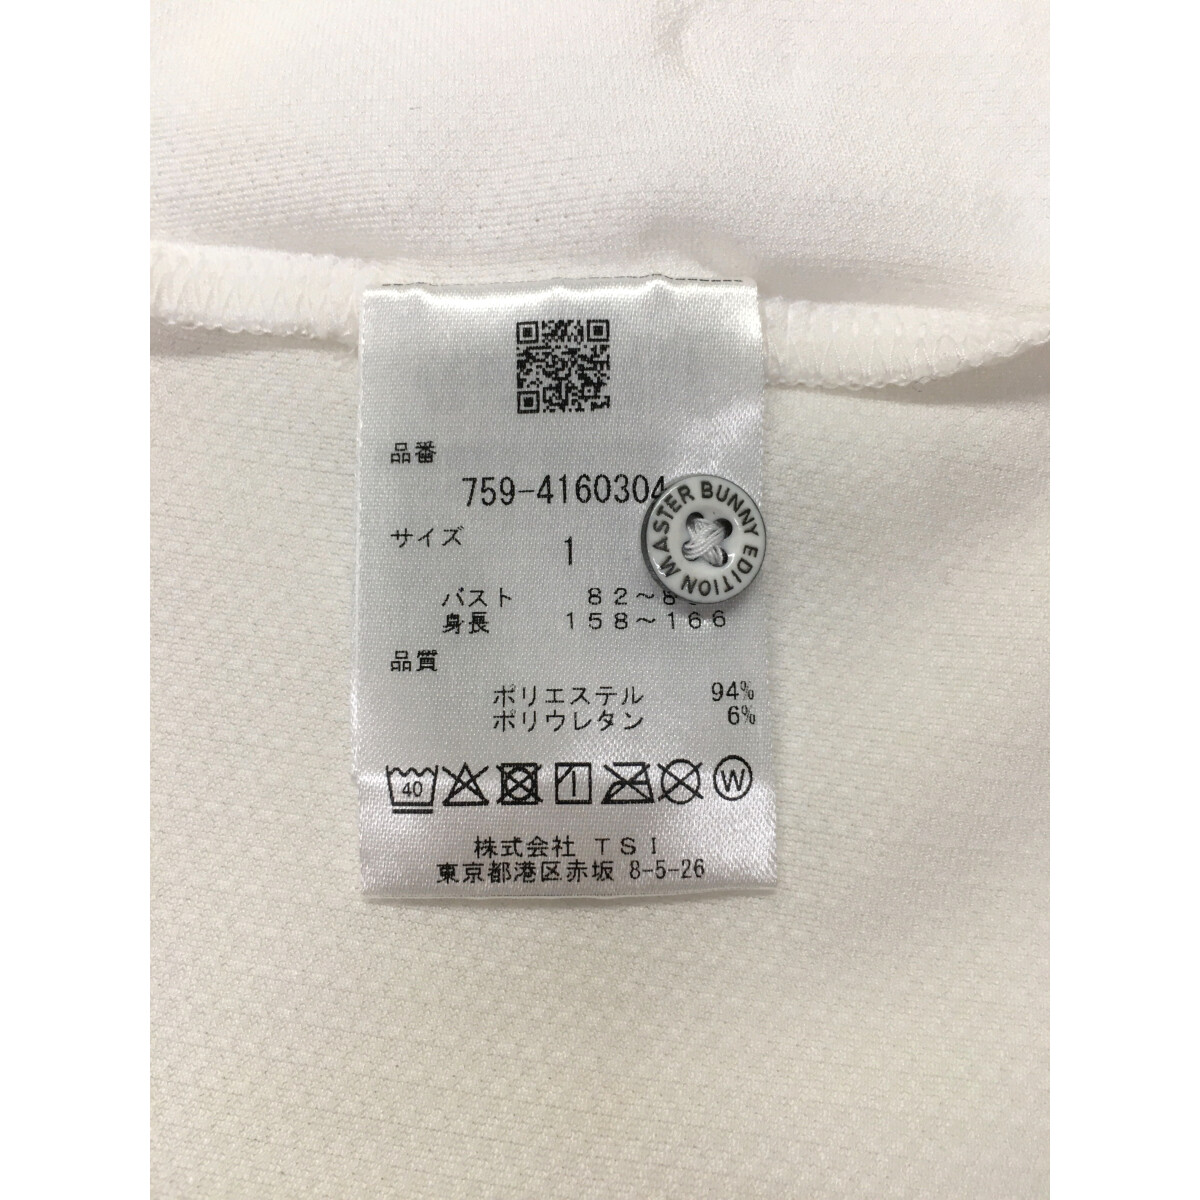 品番
759-4160304
MASTER BUNNY EDITION
サイズ
1
バスト 82～8
身長 158～166
品質
ポリエステル 94%
ポリウレタン 6%
40 1 W
株式会社 TSI
東京都港区赤坂 8-5-26